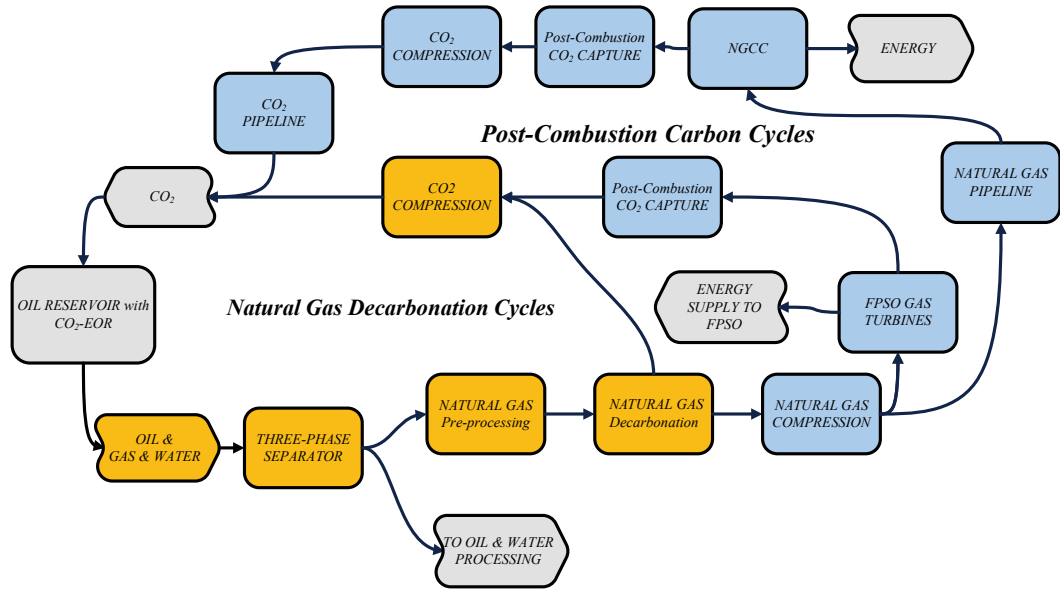 CO₂
COMPRESSION
Post-Combustion
CO₂ CAPTURE
NGCC
ENERGY
CO₂
PIPELINE
Post-Combustion Carbon Cycles
NATURAL GAS
PIPELINE
CO₂
CO2
COMPRESSION
Post-Combustion
CO₂ CAPTURE
OIL RESERVOIR with
CO₂-EOR
Natural Gas Decarbonation Cycles
ENERGY
SUPPLY TO
FPSO
FPSO GAS
TURBINES
OIL &
GAS & WATER
THREE-PHASE
SEPARATOR
NATURAL GAS
Pre-processing
NATURAL GAS
Decarbonation
NATURAL GAS
COMPRESSION
TO OIL & WATER
PROCESSING